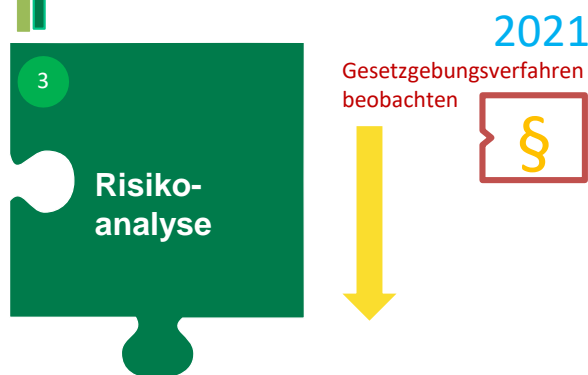 2021
3
Gesetzgebungsverfahren
beobachten
§
Risiko-
analyse